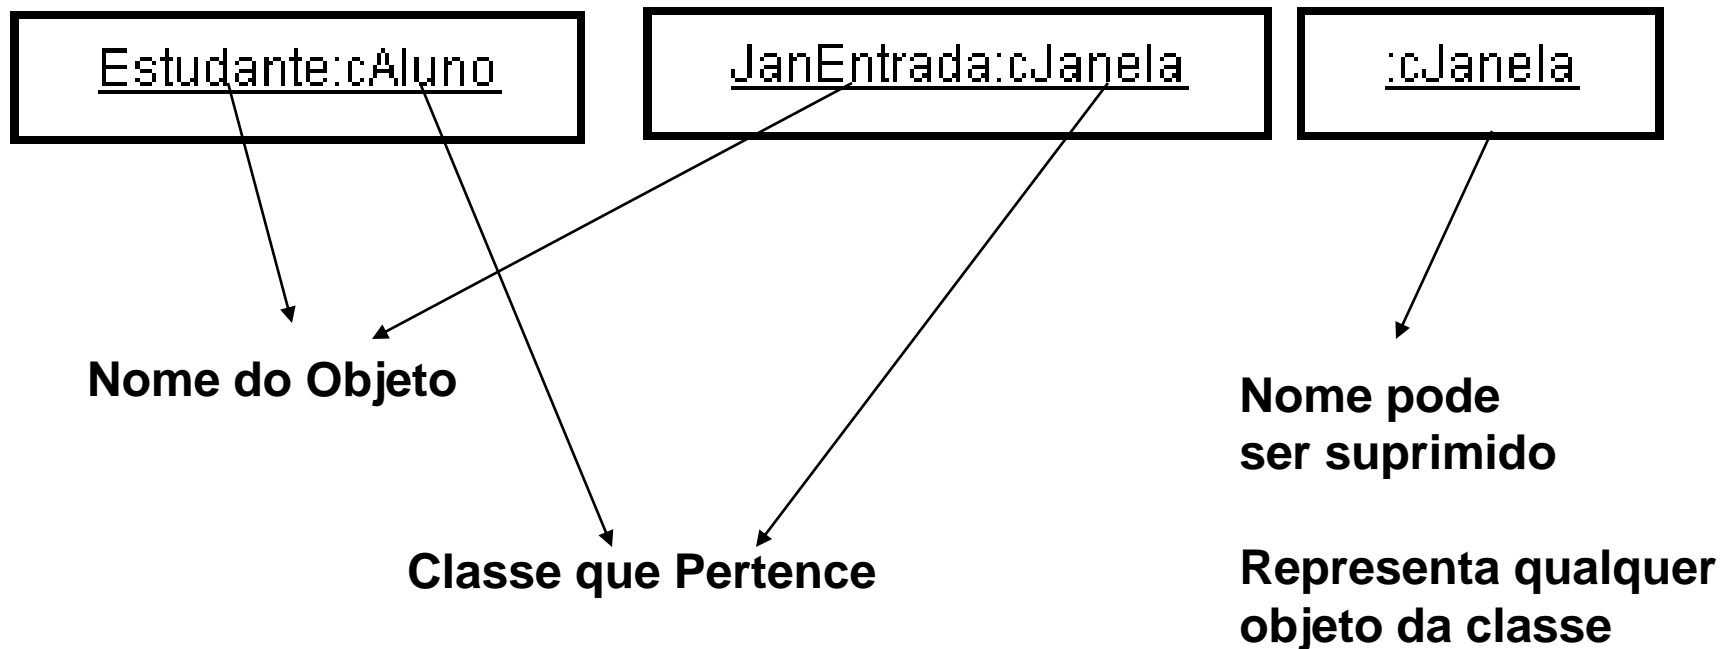 Estudante:cAluno
JanEntrada:cJanela
:cJanela
Nome do Objeto
Nome pode
ser suprimido
Classe que Pertence
Representa qualquer
objeto da classe